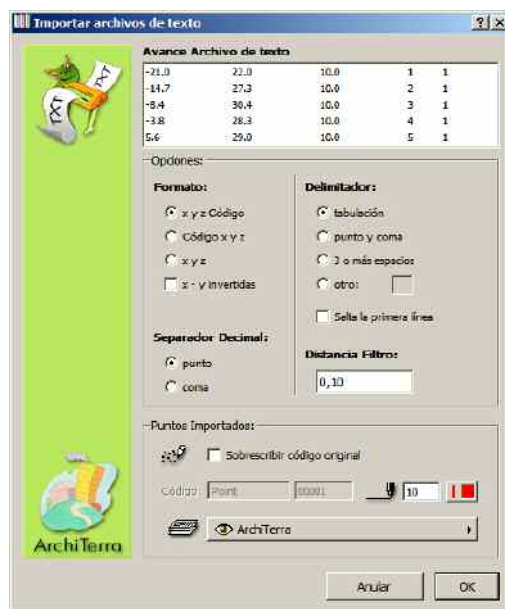 Importar archivos de texto
TXT
TXT
Avance Archivo de texto
-21.0 22.0 10.0 1 1
-14.7 27.3 10.0 2 1
-8.4 30.4 10.0 3 1
-3.8 28.3 10.0 4 1
5.6 29.0 10.0 5 1
Opciones:
Formato:
x y z Código
Código x y z
x y z
x - y invertidas
Separador Decimal:
punto
coma
Delimitador:
tabulación
punto y coma
3 o más espacios
otro:
Salta la primera línea
Distancia Filtro:
0,10
Puntos Importados:
Sobrescribir código original
Código: Point 00001 10
ArchiTerra
ArchiTerra
Anular OK